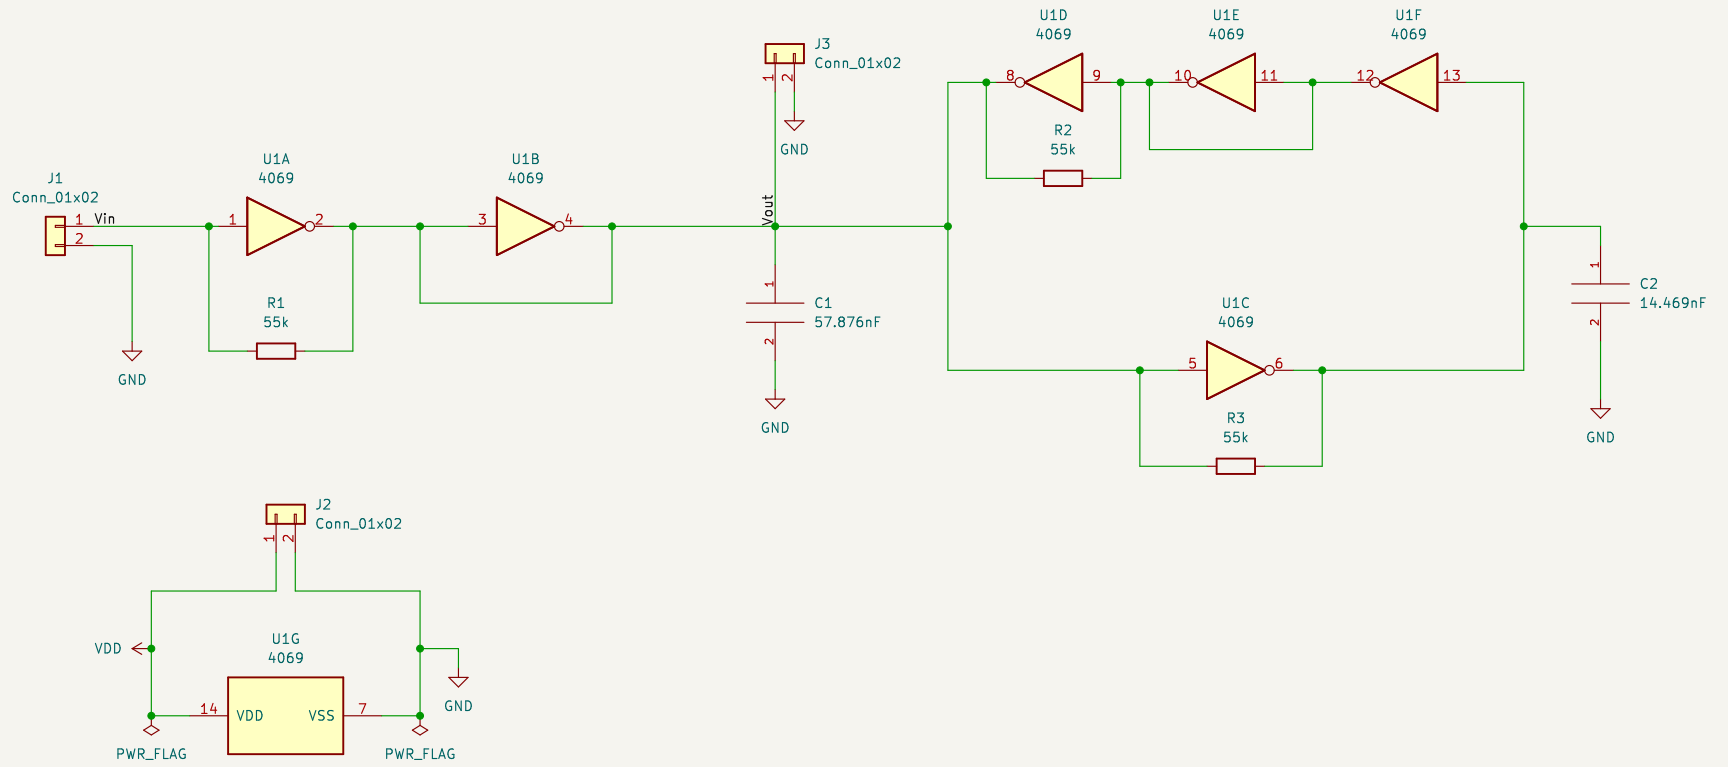 J1
Conn_01x02
1
2
Vin
GND
U1A
4069
1
2
R1
55k
U1B
4069
3
4
J3
Conn_01x02
1
2
GND
Vout
1
2
C1
57.876nF
GND
U1D
4069
8
9
R2
55k
U1E
4069
10
11
U1F
4069
12
13
U1C
4069
5
6
R3
55k
1
2
C2
14.469nF
GND
J2
Conn_01x02
1
2
VDD
U1G
4069
14
VDD
VSS
7
GND
PWR_FLAG
PWR_FLAG